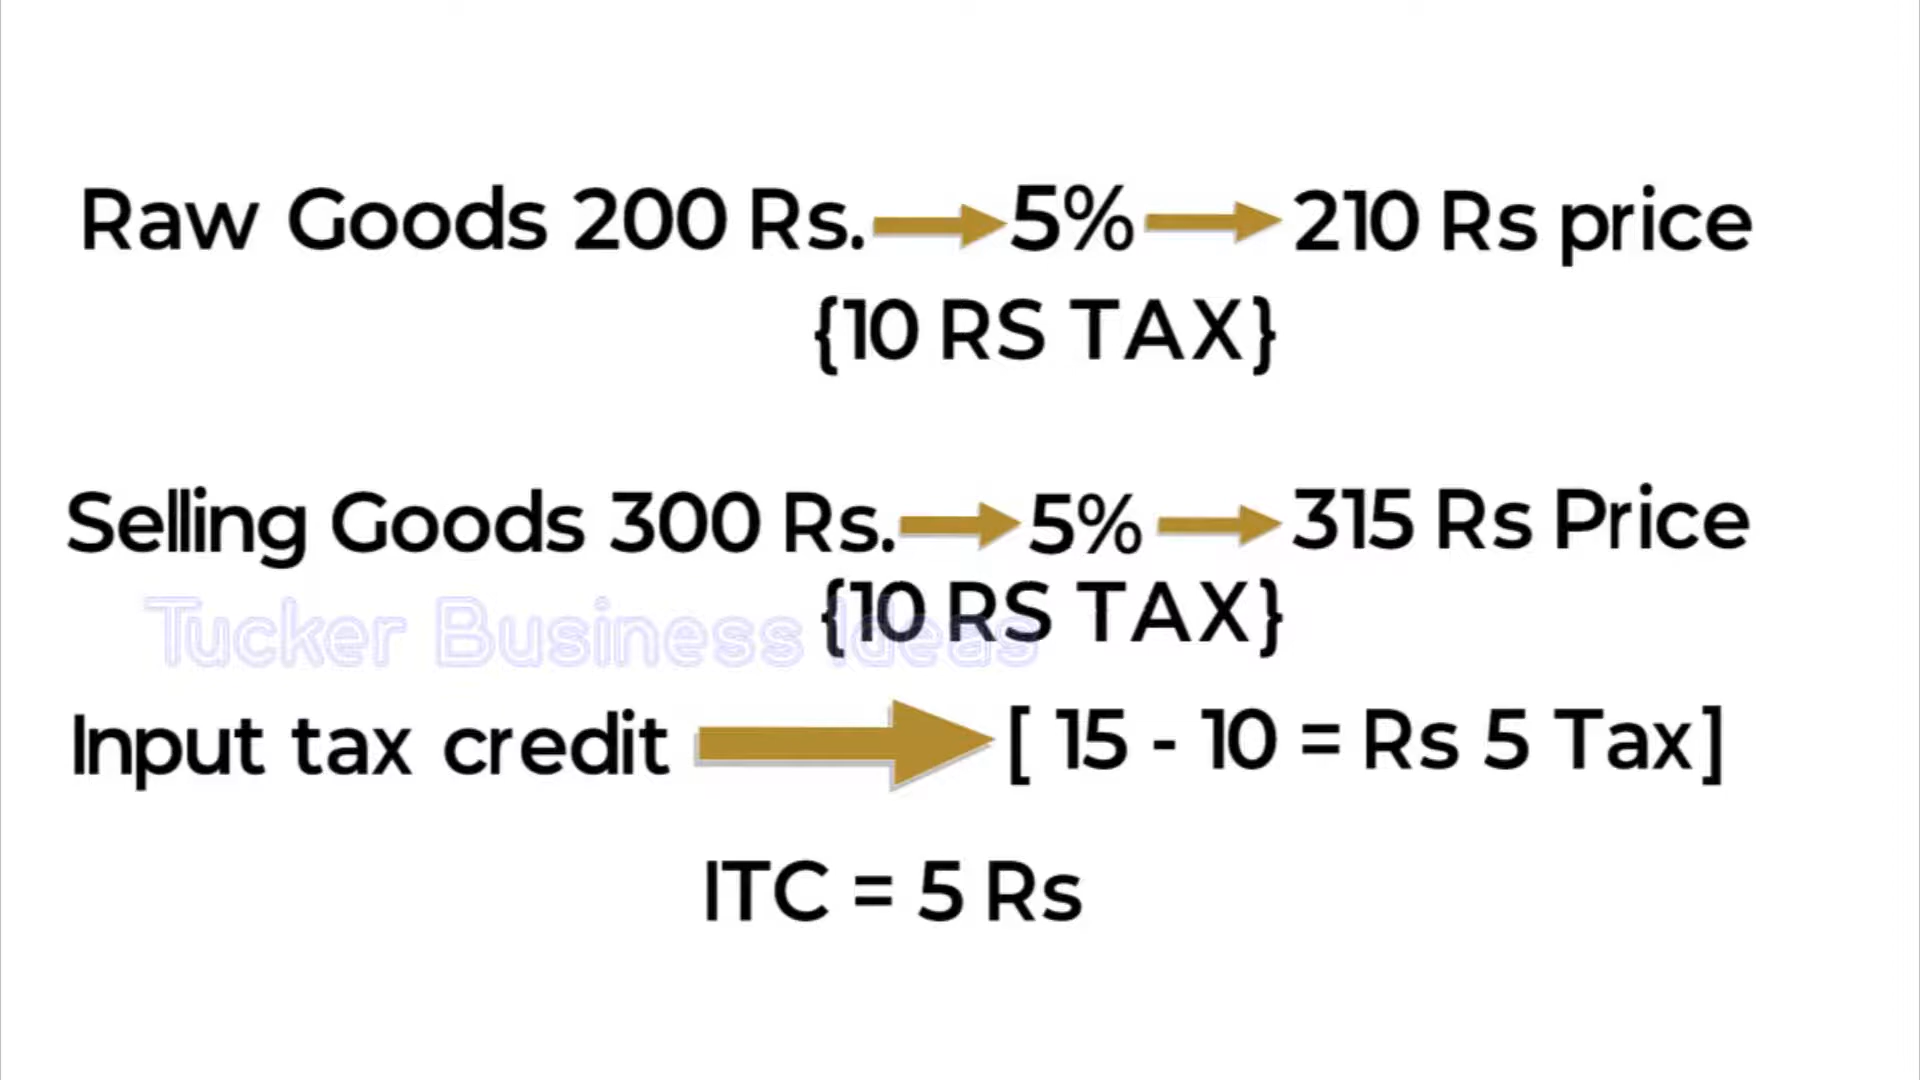 Raw Goods 200 Rs. 5% 210 Rs price
{10 RS TAX}
Selling Goods 300 Rs. 5% 315 Rs Price
{10 RS TAX}
Tucker Business Ideas
Input tax credit [ 15 - 10 = Rs 5 Tax]
ITC = 5 Rs